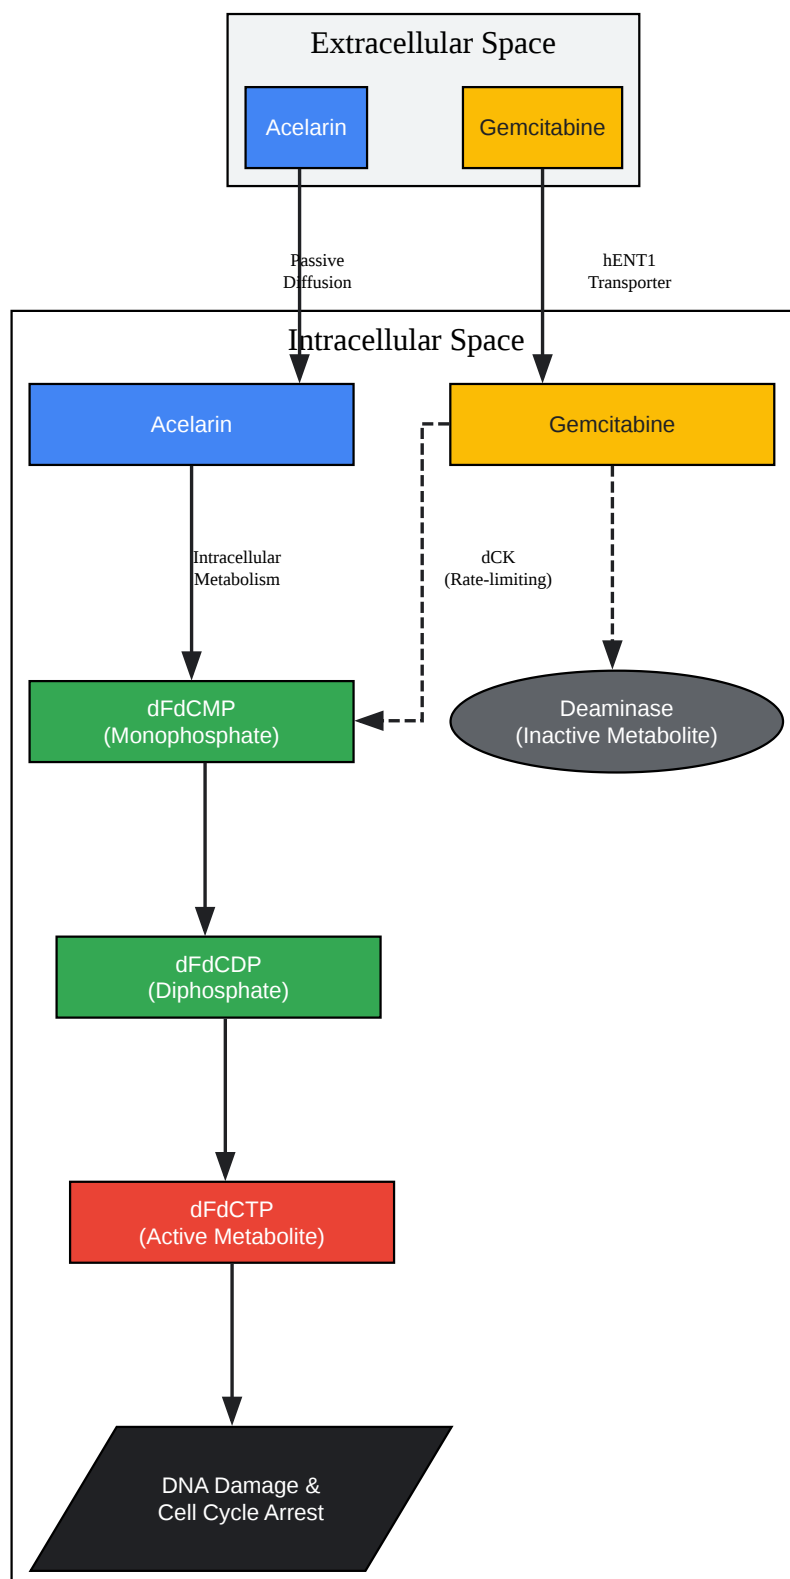 Extracellular Space
Acelarin
Gemcitabine
Passive
Diffusion
hENT1
Transporter
Intracellular Space
Acelarin
Gemcitabine
Intracellular
Metabolism
dCK
(Rate-limiting)
dFdCMP
(Monophosphate)
Deaminase
(Inactive Metabolite)
dFdCDP
(Diphosphate)
dFdCTP
(Active Metabolite)
DNA Damage &
Cell Cycle Arrest